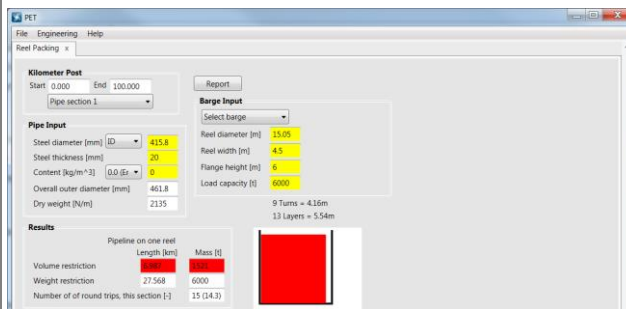 PET
File Engineering Help
Reel Packing x
Kilometer Post
Start 0.000 End 100.000
Pipe section 1
Report
Barge Input
Select barge
Reel diameter [m] 15.05
Reel width [m] 4.5
Flange height [m] 6
Load capacity [t] 6000
9 Turns = 4.16m
13 Layers = 5.54m
Pipe Input
Steel diameter [mm] ID 415.8
Steel thickness [mm] 20
Content [kg/m^3] 0.0 (Er 0
Overall outer diameter [mm] 461.8
Dry weight [N/m] 2135
Results
Pipeline on one reel
Length [km] Mass [t]
Volume restriction
Weight restriction 27.568 6000
Number of of round trips, this section [-] 15 (14.3)